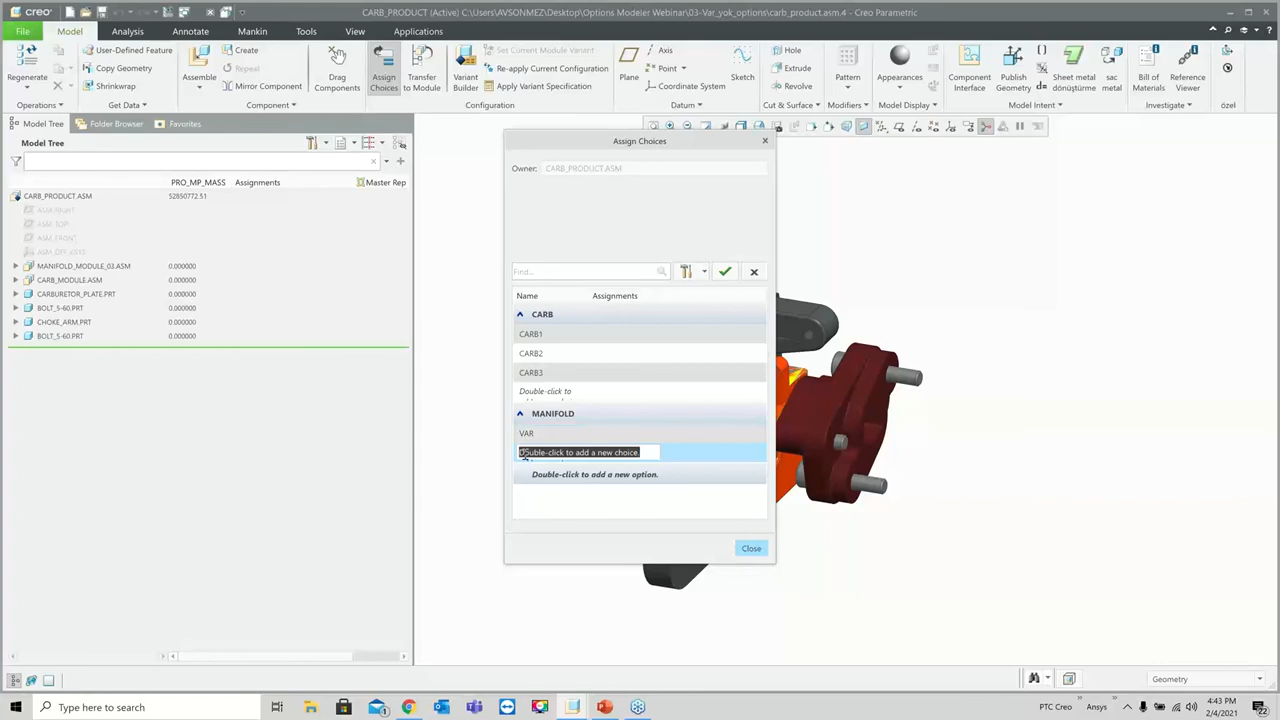 creo
CARB_PRODUCT (Active) C:\Users\AVSONMEZ\Desktop\Options Modeler Webinar\03-Var_yok_options\carb_product.asm.4 - Creo Parametric
File Model Analysis Annotate Mankin Tools View Applications
Regenerate
User-Defined Feature
Copy Geometry
Shrinkwrap
Assemble
Create
Repeat
Mirror Component
Drag Components
Assign Choices
Transfer to Module
Variant Builder
Set Current Module Variant
Re-apply Current Configuration
Apply Variant Specification
Plane
Axis
Point
Coordinate System
Sketch
Hole
Extrude
Revolve
Pattern
Appearances
Component Interface
Publish Geometry
Sheet metal dönüştürme
sac metal
Bill of Materials
Reference Viewer
Operations Get Data Component Configuration Datum Cut & Surface Modifiers Model Display Model Intent Investigate özel
Model Tree Folder Browser Favorites
Model Tree
PRO_MP_MASS Assignments Master Rep
CARB_PRODUCT.ASM 52850772.51
ASM_RIGHT
ASM_TOP
ASM_FRONT
ASM_DEF_CSYS
MANIFOLD_MODULE_03.ASM 0.000000
CARB_MODULE.ASM 0.000000
CARBURETOR_PLATE.PRT 0.000000
BOLT_5-60.PRT 0.000000
CHOKE_ARM.PRT 0.000000
BOLT_5-60.PRT 0.000000
Assign Choices
Owner: CARB_PRODUCT.ASM
Find...
Name Assignments
CARB
CARB1
CARB2
CARB3
Double-click to
MANIFOLD
VAR
Double-click to add a new choice.
Double-click to add a new option.
Close
Geometry
Type here to search
PTC Creo Ansys
4:43 PM
2/4/2021
22